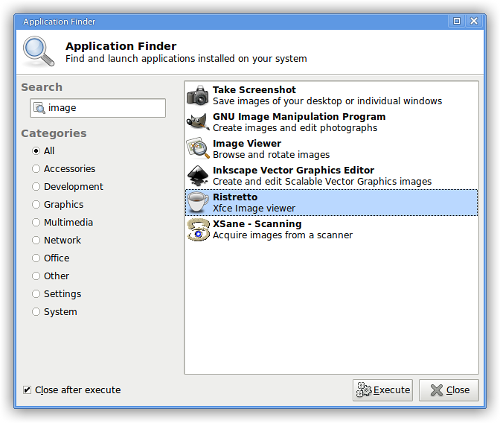 Application Finder
Application Finder
Find and launch applications installed on your system
Search
image
Categories
All
Accessories
Development
Graphics
Multimedia
Network
Office
Other
Settings
System
Take Screenshot
Save images of your desktop or individual windows
GNU Image Manipulation Program
Create images and edit photographs
Image Viewer
Browse and rotate images
Inkscape Vector Graphics Editor
Create and edit Scalable Vector Graphics images
Ristretto
Xfce Image viewer
XSane - Scanning
Acquire images from a scanner
Close after execute
Execute
Close